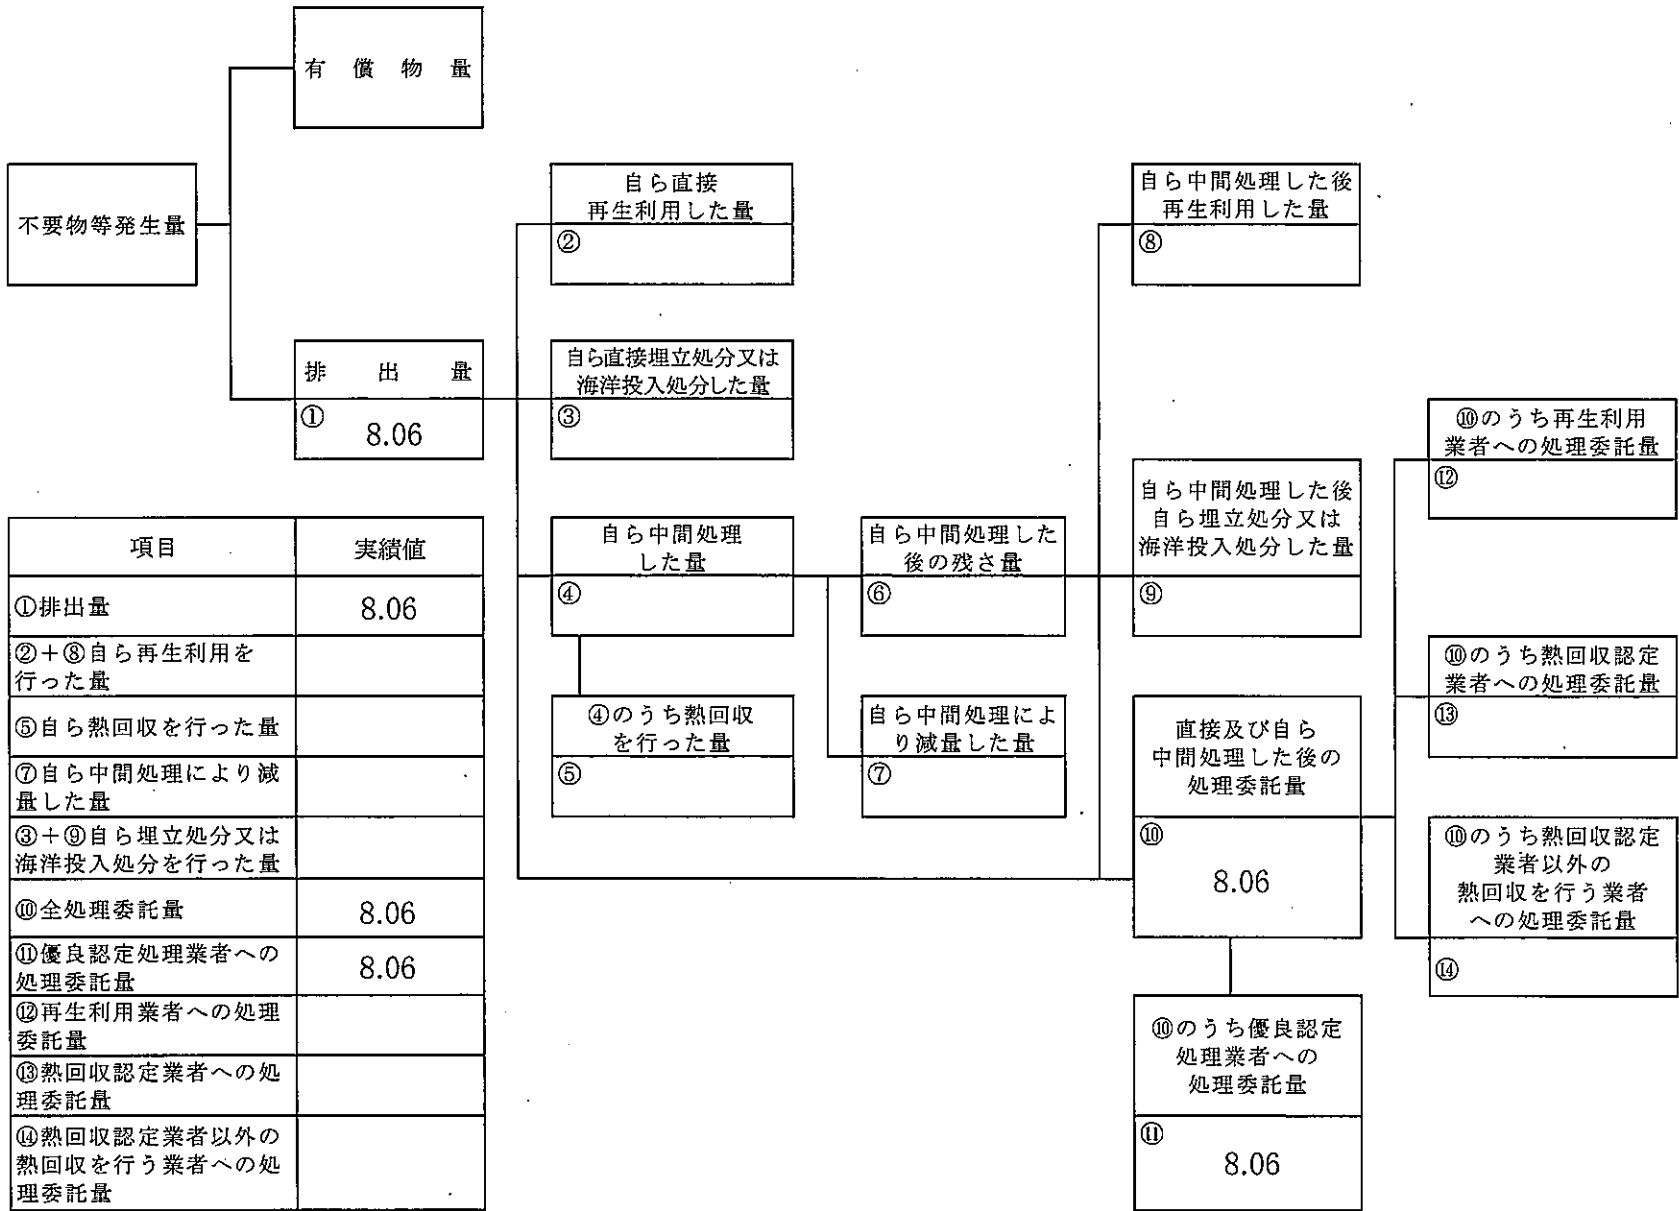 有償物量
不要物等発生量
排出量
①
8.06
自ら直接
再生利用した量
②
自ら直接埋立処分又は
海洋投入処分した量
③
自ら中間処理
した量
④
④のうち熱回収
を行った量
⑤
自ら中間処理した
後の残さ量
⑥
自ら中間処理によ
り減量した量
⑦
自ら中間処理した後
再生利用した量
⑧
自ら中間処理した後
自ら埋立処分又は
海洋投入処分した量
⑨
直接及び自ら
中間処理した後の
処理委託量
⑩
8.06
⑩のうち優良認定
処理業者への
処理委託量
⑪
8.06
⑩のうち再生利用
業者への処理委託量
⑫
⑩のうち熱回収認定
業者への処理委託量
⑬
⑩のうち熱回収認定
業者以外の
熱回収を行う業者
への処理委託量
⑭
項目 実績値
①排出量 8.06
②+⑧自ら再生利用を
行った量
⑤自ら熱回収を行った量
⑦自ら中間処理により減
量した量
③+⑨自ら埋立処分又は
海洋投入処分を行った量
⑩全処理委託量 8.06
⑪優良認定処理業者への
処理委託量 8.06
⑫再生利用業者への処理
委託量
⑬熱回収認定業者への処
理委託量
⑭熱回収認定業者以外の
熱回収を行う業者への処
理委託量